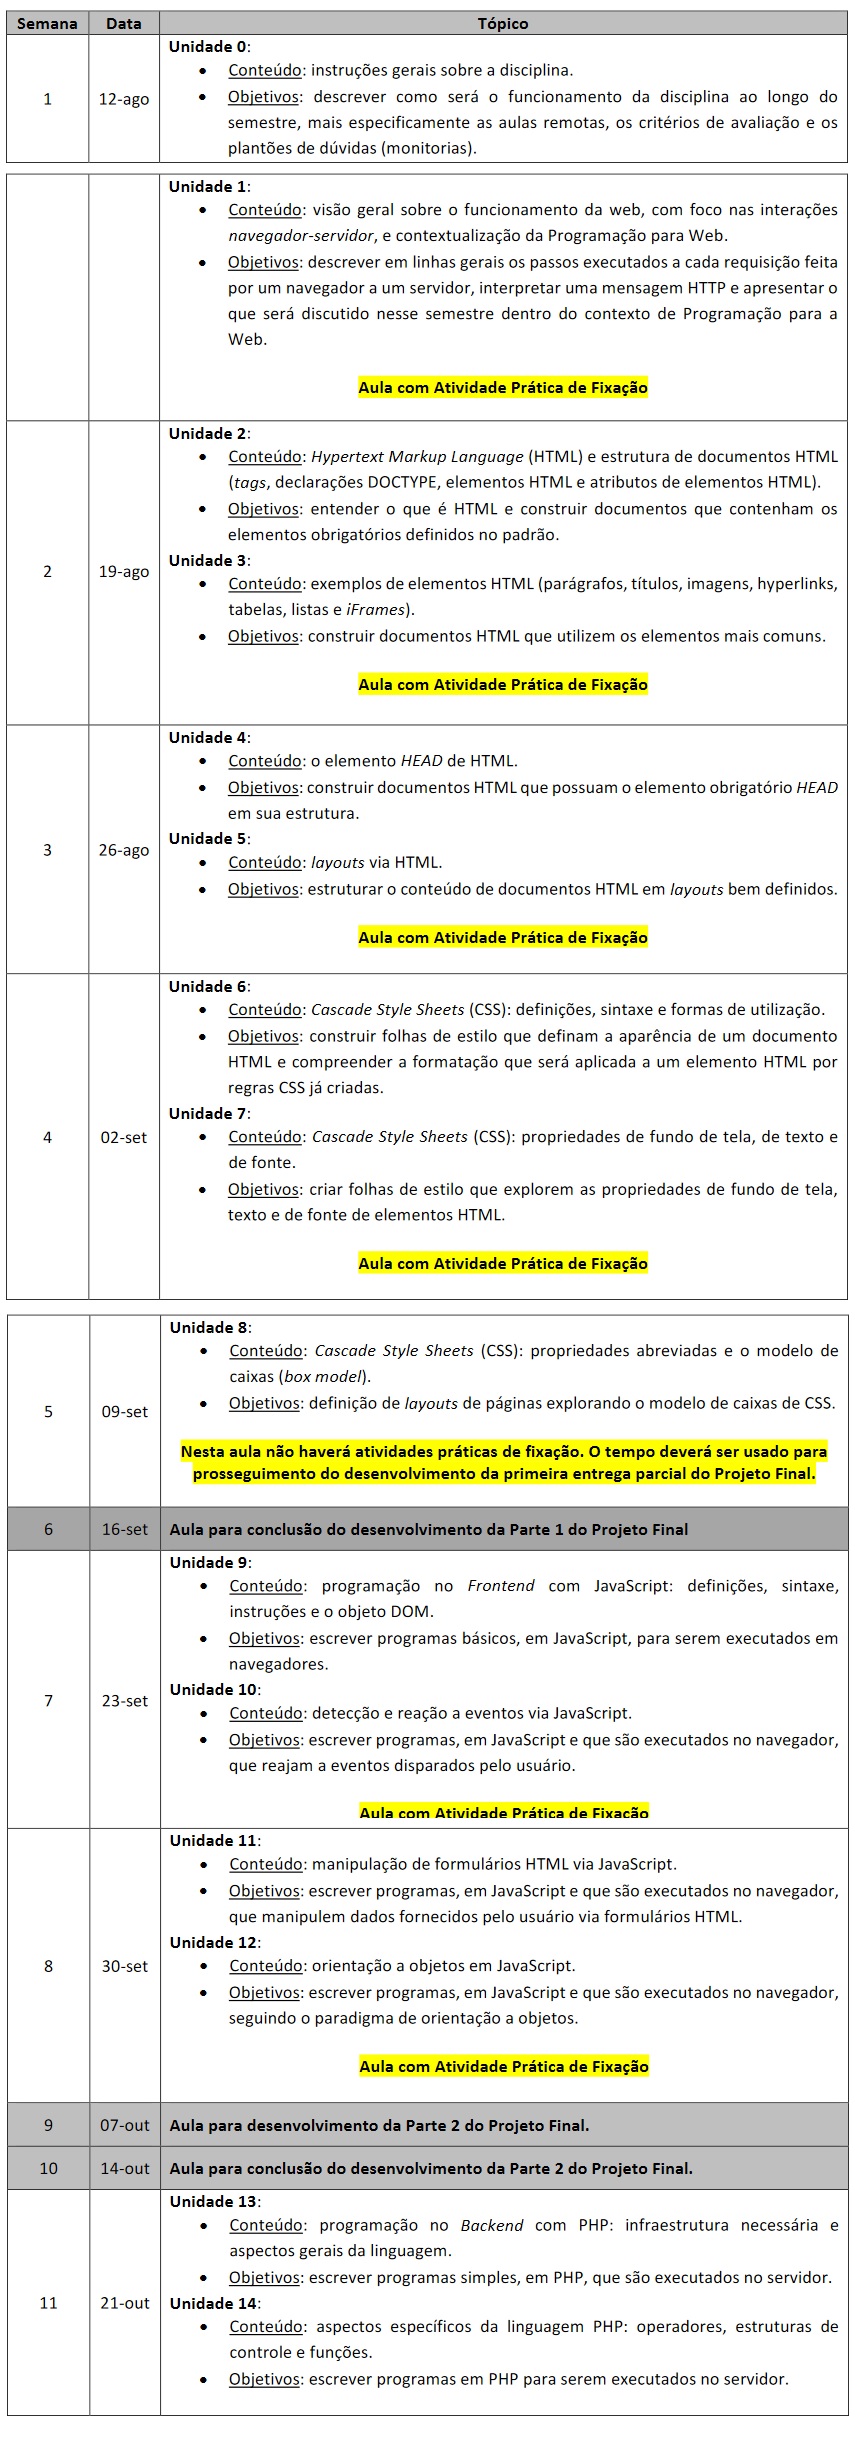 Semana Data Tópico
Unidade 0:
• Conteúdo: instruções gerais sobre a disciplina.
1 12-ago • Objetivos: descrever como será o funcionamento da disciplina ao longo do
semestre, mais especificamente as aulas remotas, os critérios de avaliação e os
plantões de dúvidas (monitorias).
Unidade 1:
• Conteúdo: visão geral sobre o funcionamento da web, com foco nas interações
navegador-servidor, e contextualização da Programação para Web.
• Objetivos: descrever em linhas gerais os passos executados a cada requisição feita
por um navegador a um servidor, interpretar uma mensagem HTTP e apresentar o
que será discutido nesse semestre dentro do contexto de Programação para a
Web.
Aula com Atividade Prática de Fixação
Unidade 2:
• Conteúdo: Hypertext Markup Language (HTML) e estrutura de documentos HTML
(tags, declarações DOCTYPE, elementos HTML e atributos de elementos HTML).
• Objetivos: entender o que é HTML e construir documentos que contenham os
elementos obrigatórios definidos no padrão.
Unidade 3:
2 19-ago
• Conteúdo: exemplos de elementos HTML (parágrafos, títulos, imagens, hyperlinks,
tabelas, listas e iFrames).
• Objetivos: construir documentos HTML que utilizem os elementos mais comuns.
Aula com Atividade Prática de Fixação
Unidade 4:
• Conteúdo: o elemento HEAD de HTML.
• Objetivos: construir documentos HTML que possuam o elemento obrigatório HEAD
em sua estrutura.
Unidade 5:
3 26-ago
• Conteúdo: layouts via HTML.
• Objetivos: estruturar o conteúdo de documentos HTML em layouts bem definidos.
Aula com Atividade Prática de Fixação
Unidade 6:
• Conteúdo: Cascade Style Sheets (CSS): definições, sintaxe e formas de utilização.
• Objetivos: construir folhas de estilo que definam a aparência de um documento
HTML e compreender a formatação que será aplicada a um elemento HTML por
regras CSS já criadas.
Unidade 7:
4 02-set • Conteúdo: Cascade Style Sheets (CSS): propriedades de fundo de tela, de texto e
de fonte.
• Objetivos: criar folhas de estilo que explorem as propriedades de fundo de tela,
texto e de fonte de elementos HTML.
Aula com Atividade Prática de Fixação
Unidade 8:
• Conteúdo: Cascade Style Sheets (CSS): propriedades abreviadas e o modelo de
caixas (box model).
5 09-set • Objetivos: definição de layouts de páginas explorando o modelo de caixas de CSS.
Nesta aula não haverá atividades práticas de fixação. O tempo deverá ser usado para
prosseguimento do desenvolvimento da primeira entrega parcial do Projeto Final.
6 16-set Aula para conclusão do desenvolvimento da Parte 1 do Projeto Final
Unidade 9:
• Conteúdo: programação no Frontend com JavaScript: definições, sintaxe,
instruções e o objeto DOM.
• Objetivos: escrever programas básicos, em JavaScript, para serem executados em
navegadores.
Unidade 10:
7 23-set
• Conteúdo: detecção e reação a eventos via JavaScript.
• Objetivos: escrever programas, em JavaScript e que são executados no navegador,
que reajam a eventos disparados pelo usuário.
Aula com Atividade Prática de Fixação
Unidade 11:
• Conteúdo: manipulação de formulários HTML via JavaScript.
• Objetivos: escrever programas, em JavaScript e que são executados no navegador,
que manipulem dados fornecidos pelo usuário via formulários HTML.
Unidade 12:
8 30-set • Conteúdo: orientação a objetos em JavaScript.
• Objetivos: escrever programas, em JavaScript e que são executados no navegador,
seguindo o paradigma de orientação a objetos.
Aula com Atividade Prática de Fixação
9 07-out Aula para desenvolvimento da Parte 2 do Projeto Final.
10 14-out Aula para conclusão do desenvolvimento da Parte 2 do Projeto Final.
Unidade 13:
• Conteúdo: programação no Backend com PHP: infraestrutura necessária e
aspectos gerais da linguagem.
• Objetivos: escrever programas simples, em PHP, que são executados no servidor.
11 21-out Unidade 14:
• Conteúdo: aspectos específicos da linguagem PHP: operadores, estruturas de
controle e funções.
• Objetivos: escrever programas em PHP para serem executados no servidor.